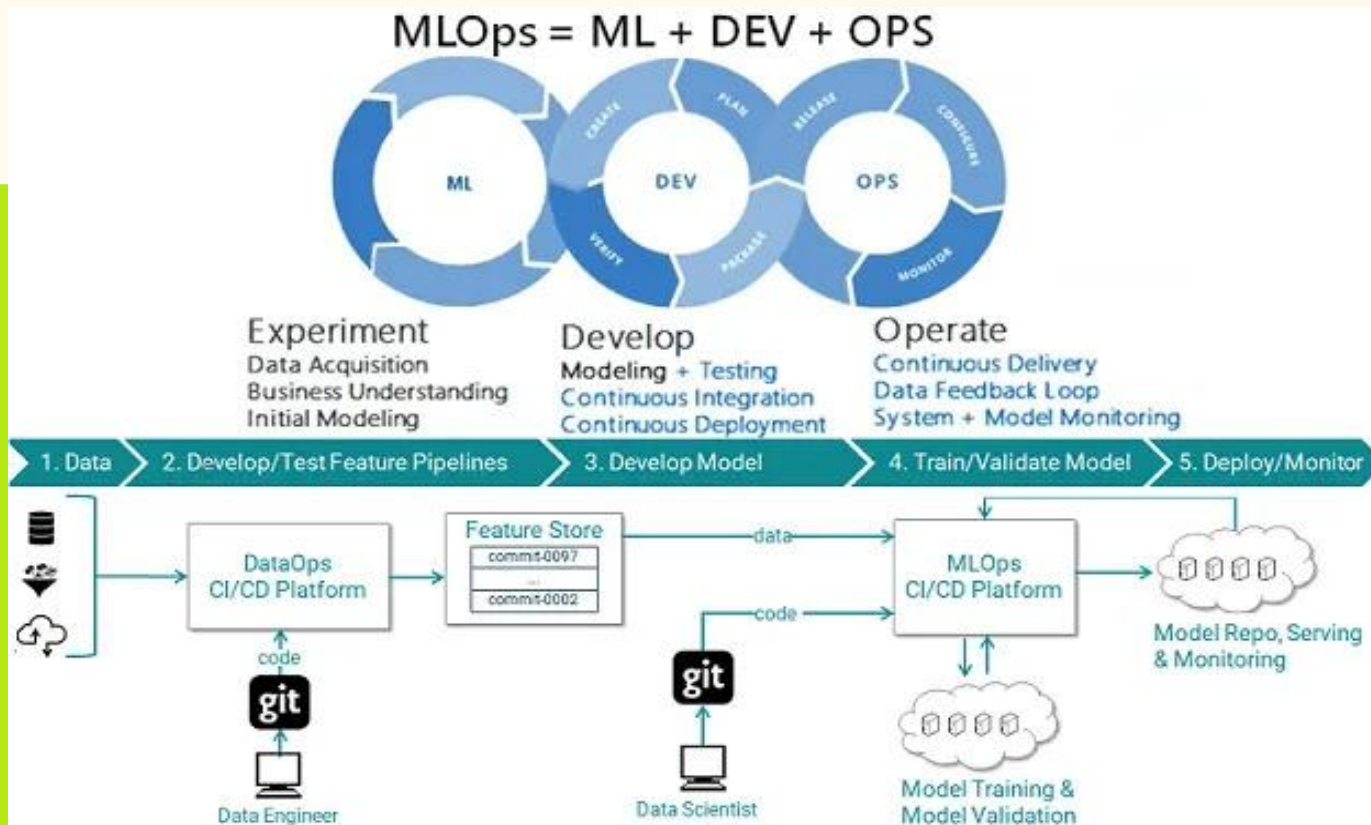 MLOps = ML + DEV + OPS
ML
CREATE
PLAN
VERIFY
PACKAGE
DEV
RELEASE
CONFIGURE
MONITOR
OPS
Experiment
Data Acquisition
Business Understanding
Initial Modeling
Develop
Modeling + Testing
Continuous Integration
Continuous Deployment
Operate
Continuous Delivery
Data Feedback Loop
System + Model Monitoring
1. Data
2. Develop/Test Feature Pipelines
3. Develop Model
4. Train/Validate Model
5. Deploy/Monitor
DataOps
CI/CD Platform
code
git
Data Engineer
Feature Store
commit-0097
...
commit-0002
data
code
git
Data Scientist
MLOps
CI/CD Platform
Model Training &
Model Validation
Model Repo, Serving
& Monitoring